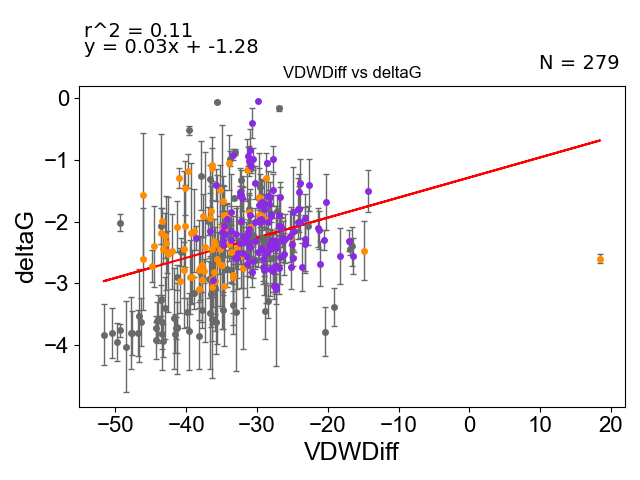 r^2 = 0.11
y = 0.03x + -1.28
N = 279
VDWDiff vs deltaG
0
−1
−2
−3
−4
deltaG
−50
−40
−30
−20
−10
0
10
20
VDWDiff